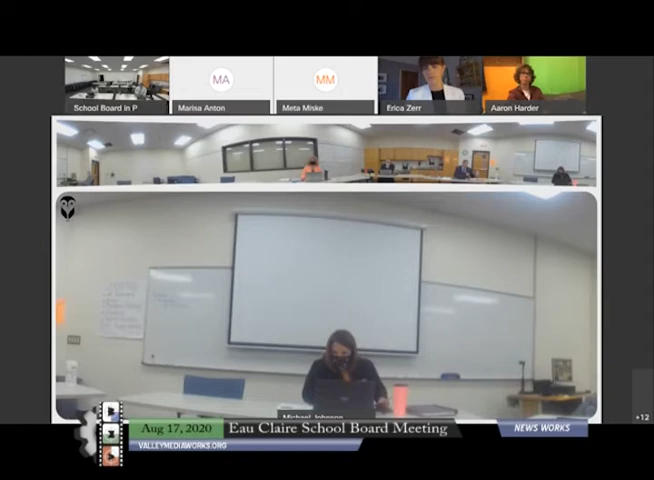 MA
MM
School Board In P
Marisa Anton
Meta Miske
Erica Zerr
Aaron Harder
Michael Johnson
+12
Aug 17, 2020
Eau Claire School Board Meeting
NEWS WORKS
VALLEYMEDIAWORKS.ORG